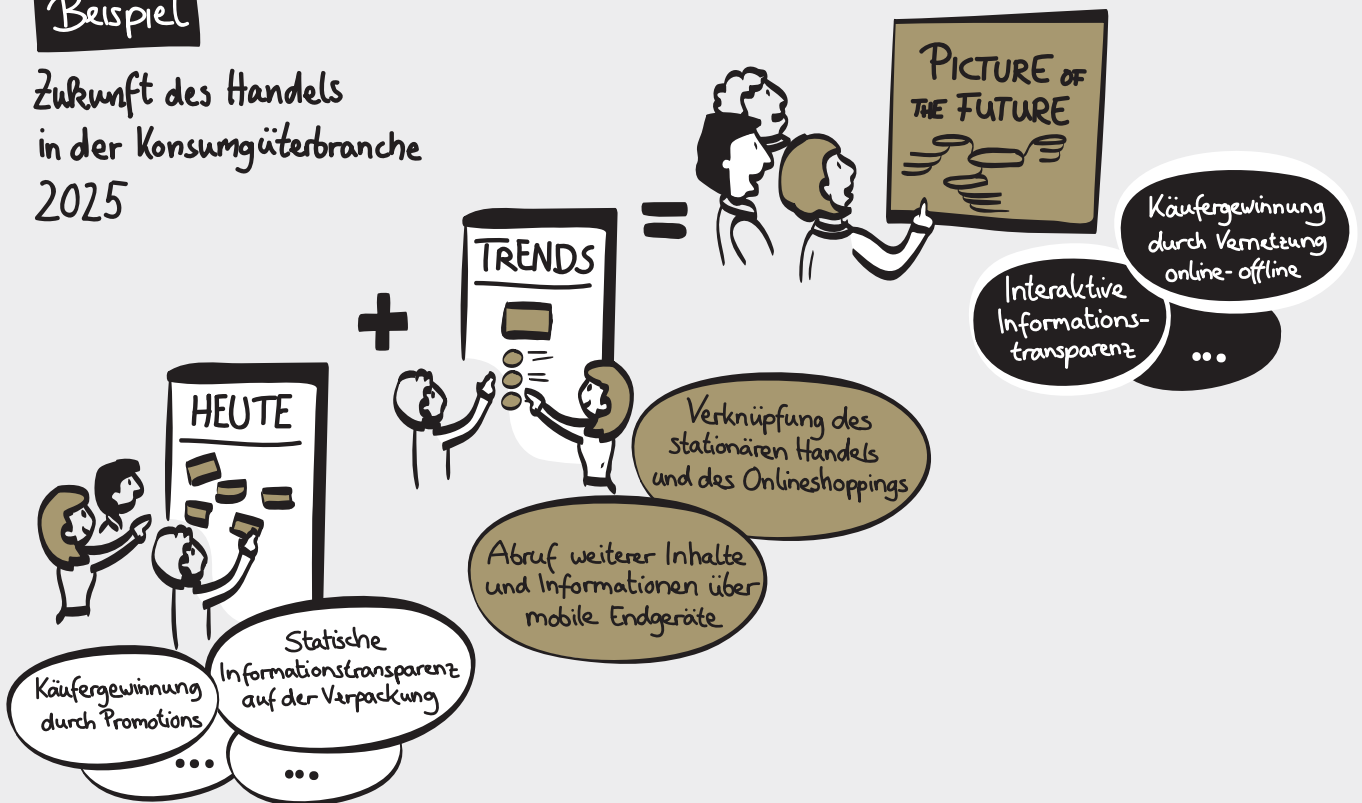 Beispiel
Zukunft des Handels
in der Konsumgüterbranche
2025
HEUTE
Käufergewinnung
durch Promotions
...
Statische
Informationstransparenz
auf der Verpackung
...
+
TRENDS
Verknüpfung des
stationären Handels
und des Onlineshoppings
Abruf weiterer Inhalte
und Informationen über
mobile Endgeräte
=
PICTURE OF
THE FUTURE
Käufergewinnung
durch Vernetzung
online-offline
Interaktive
Informations-
transparenz
...